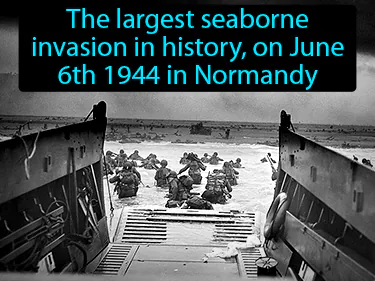 The largest seaborne
invasion in history, on June
6th 1944 in Normandy